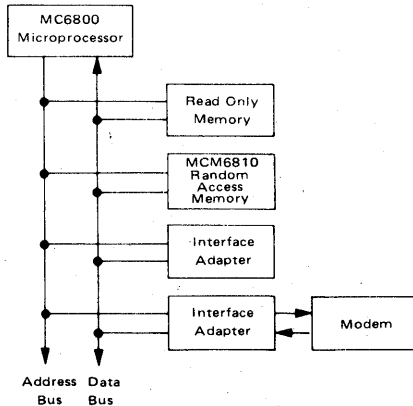 MC6800
Microprocessor
Read Only
Memory
MCM6810
Random
Access
Memory
Interface
Adapter
Interface
Adapter
Modem
Address Data
Bus Bus